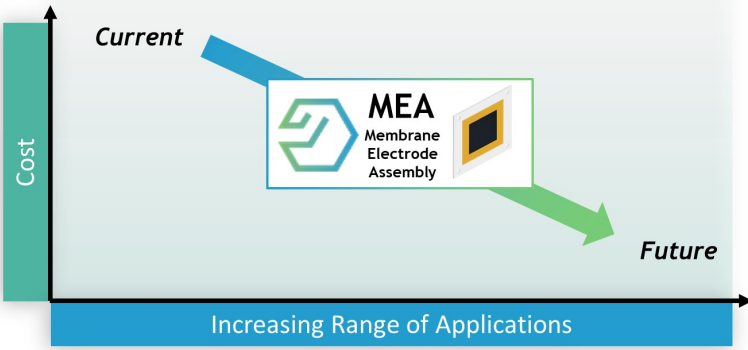 Current
MEA
Membrane
Electrode
Assembly
Cost
Future
Increasing Range of Applications